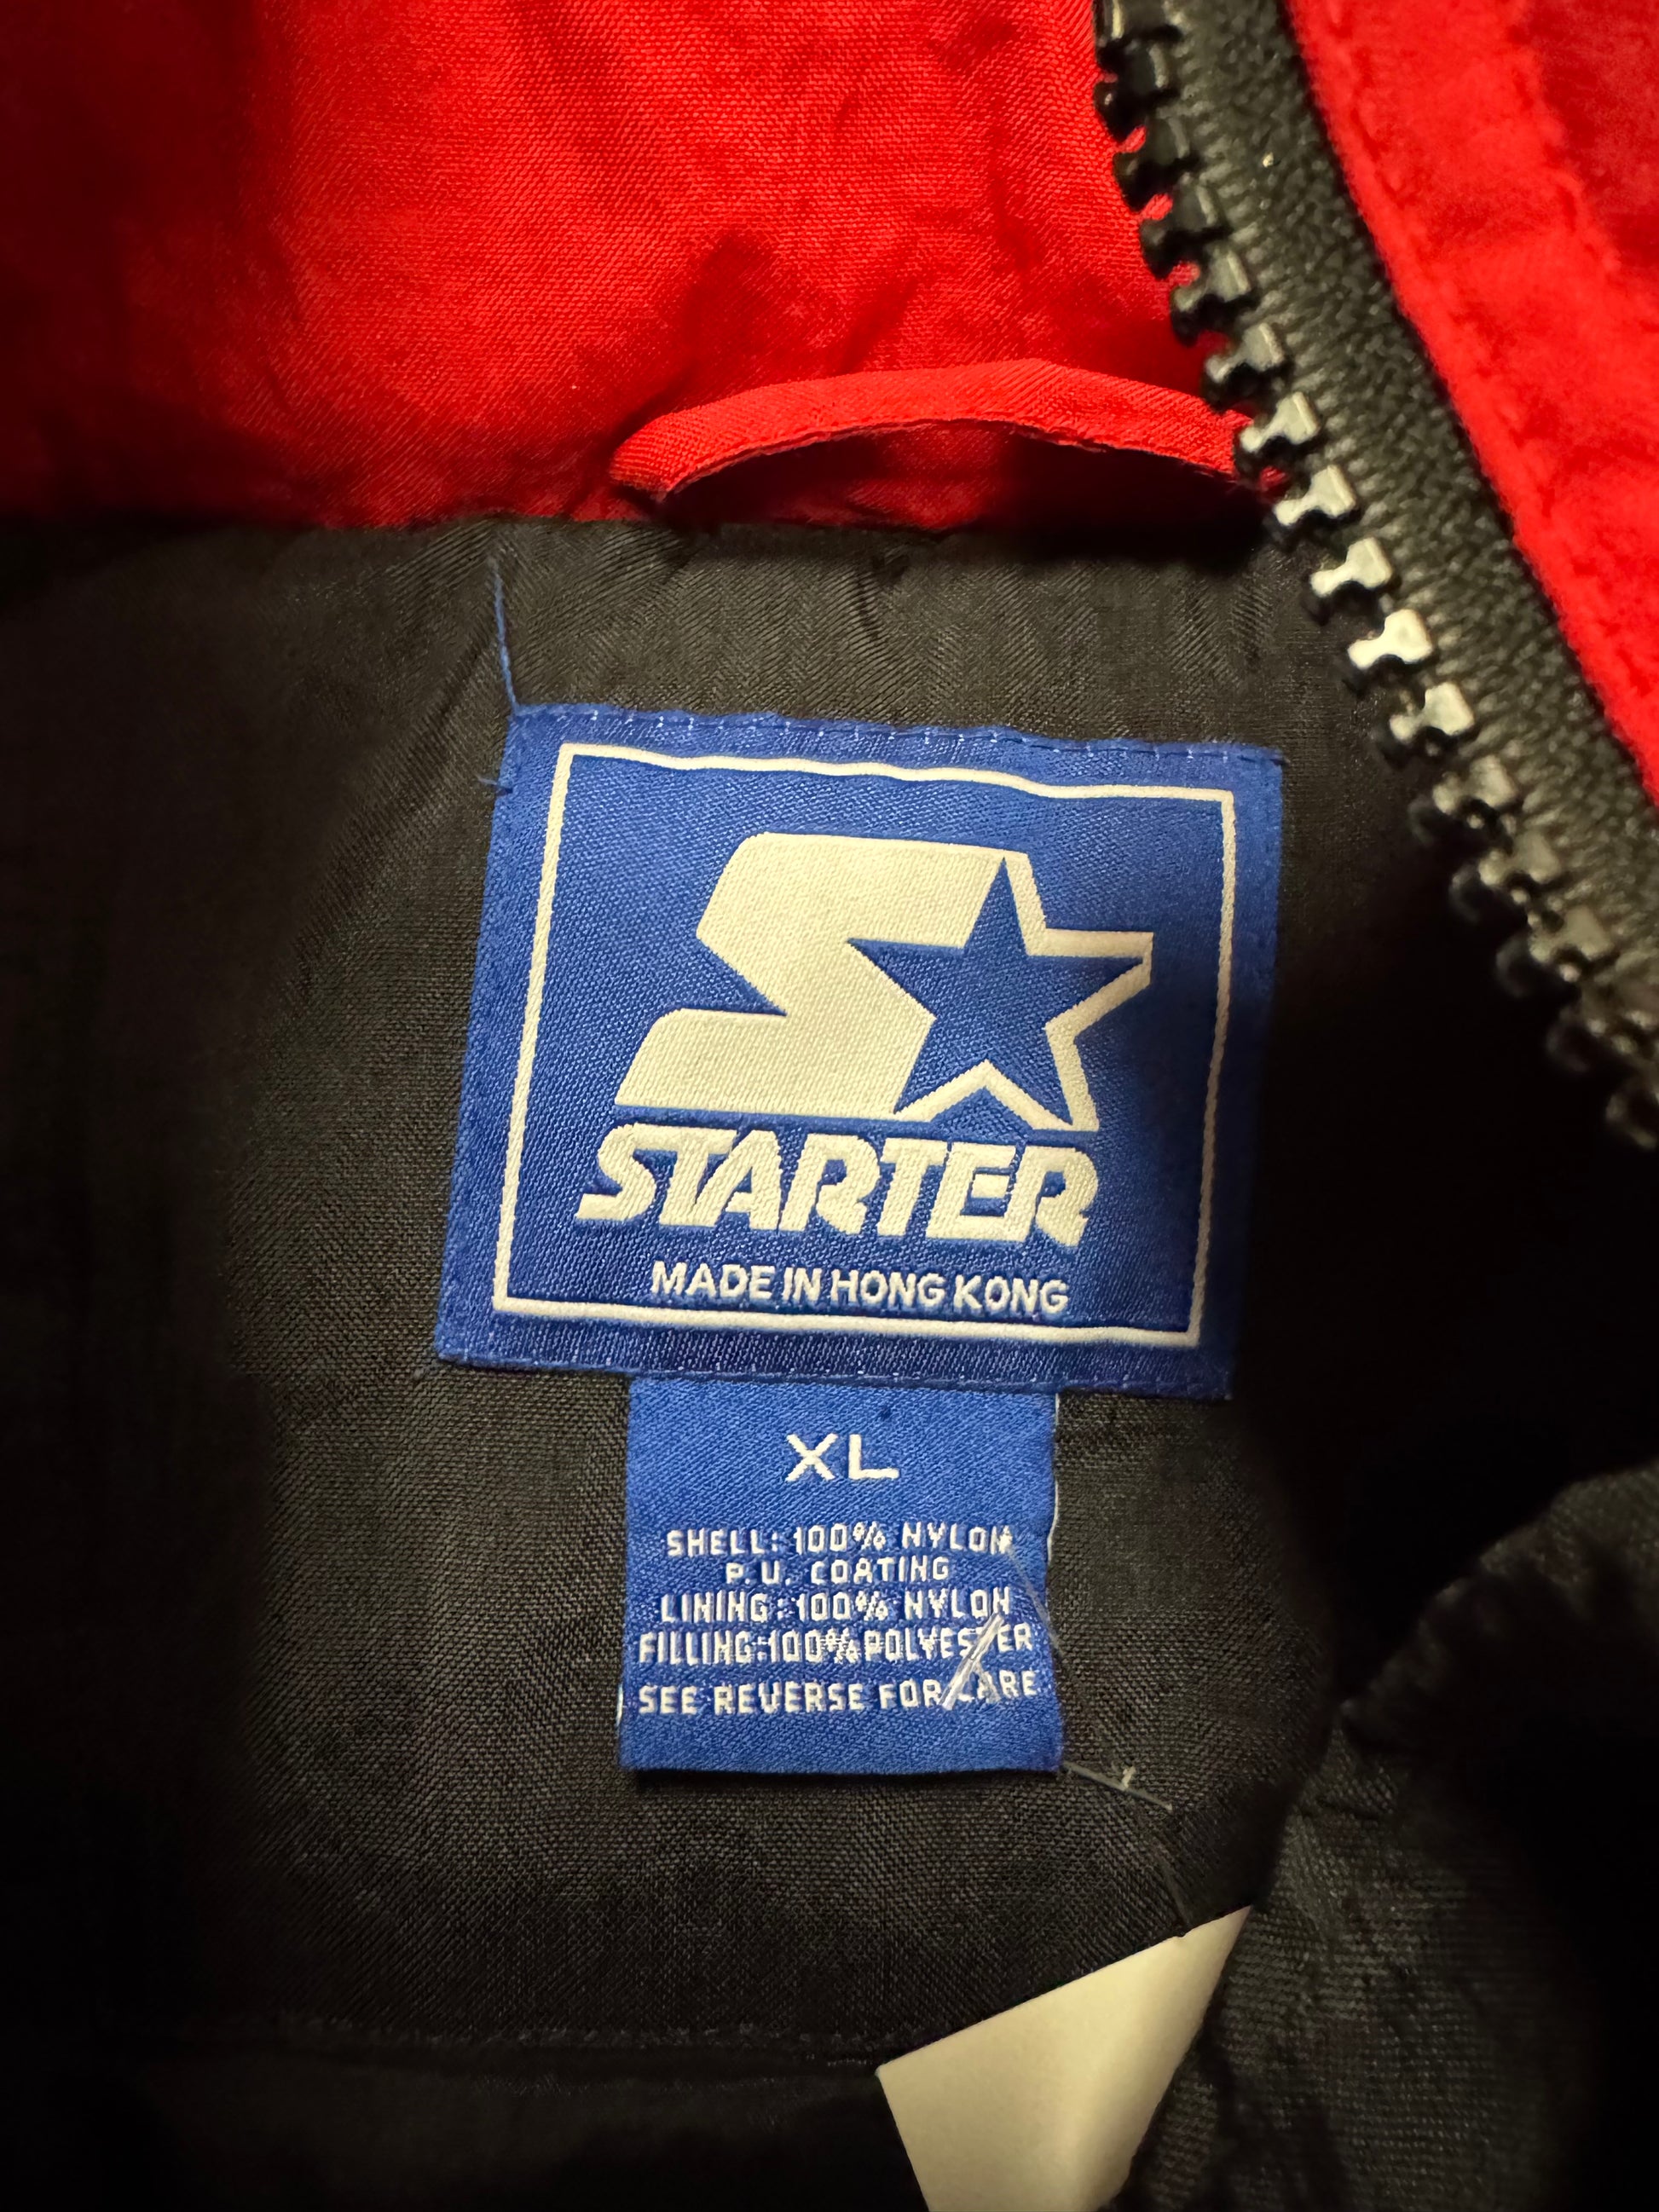 STARTER
MADE IN HONG KONG
XL
SHELL: 100% NYLON
P.U. COATING
LINING: 100% NYLON
FILLING:100% POLYESTER
SEE REVERSE FOR CARE